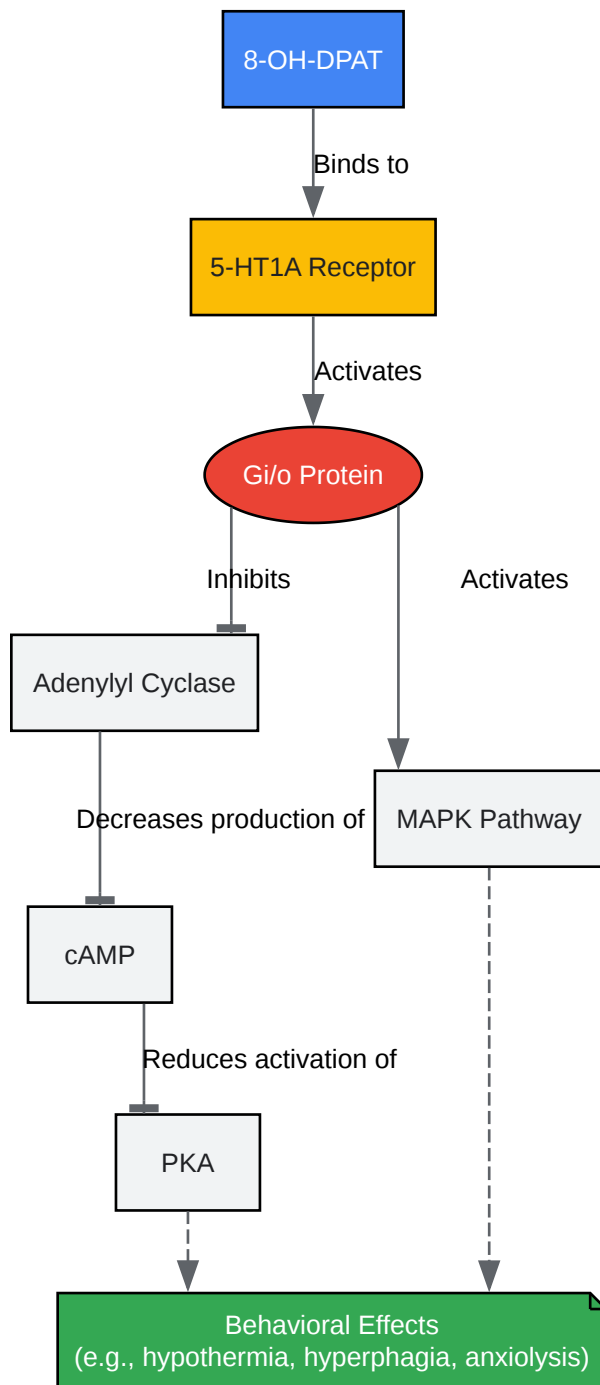 8-OH-DPAT
Binds to
5-HT1A Receptor
Activates
Gi/o Protein
Inhibits
Activates
Adenylyl Cyclase
Decreases production of
MAPK Pathway
cAMP
Reduces activation of
PKA
Behavioral Effects
(e.g., hypothermia, hyperphagia, anxiolysis)